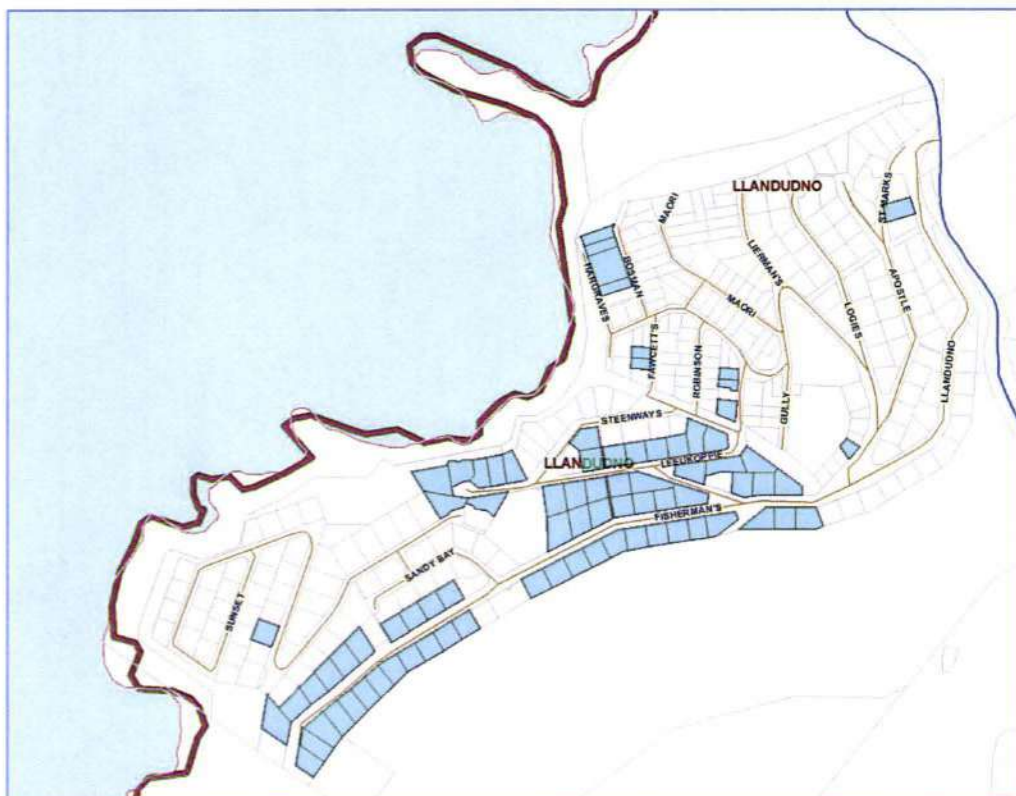 LLANDUDNO
ST MARKS
MAORI
LIERMAN'S
BOSMAN
HARGRAVES
APOSTLE
LOGIES
MAORI
LLANDUDNO
FAWCETT'S
ROBINSON
GULLY
STEENWAYS
LLANDUDNO
LEEUKOPPIE
FISHERMAN'S
SANDY BAY
SUNSET